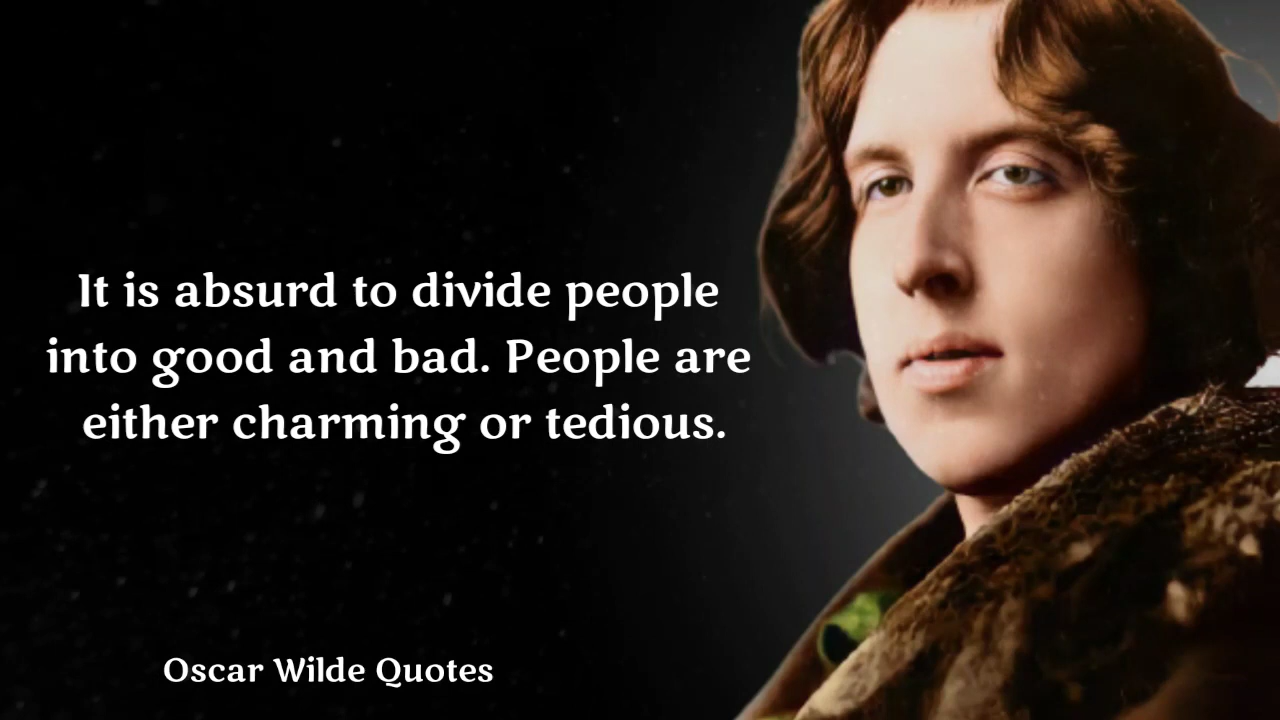 It is absurd to divide people
into good and bad. People are
either charming or tedious.
Oscar Wilde Quotes